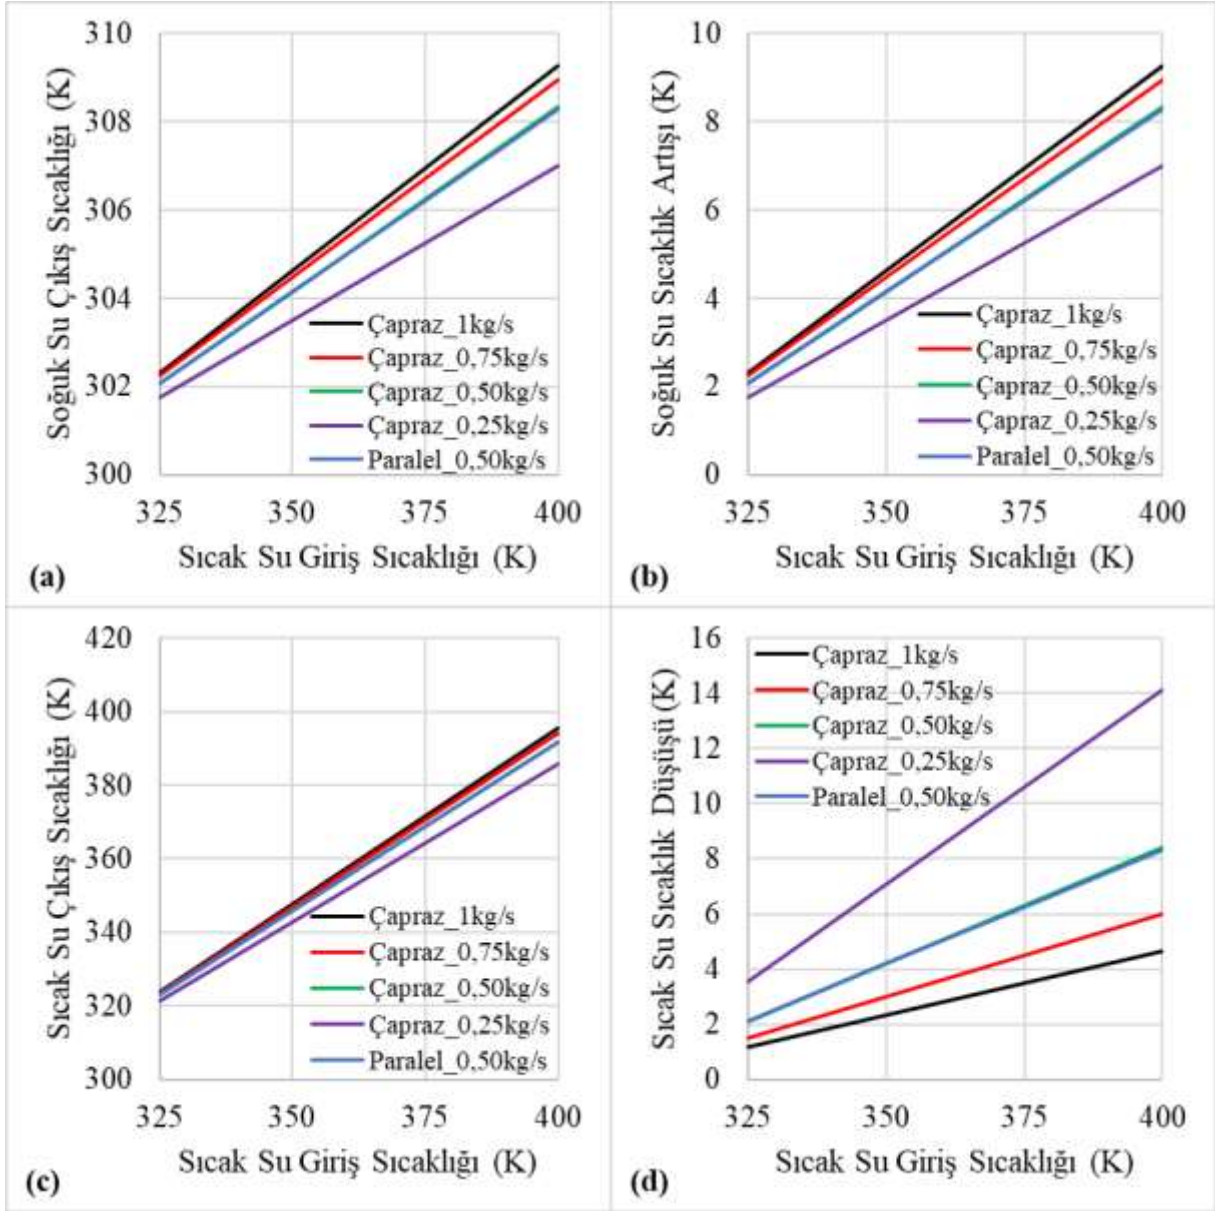 Soğuk Su Çıkış Sıcaklığı (K)
310
308
306
304
302
300
Çapraz_1kg/s
Çapraz_0,75kg/s
Çapraz_0,50kg/s
Çapraz_0,25kg/s
Paralel_0,50kg/s
325 350 375 400
Sıcak Su Giriş Sıcaklığı (K)
(a)
Soğuk Su Sıcaklık Artışı (K)
10
8
6
4
2
0
Çapraz_1kg/s
Çapraz_0,75kg/s
Çapraz_0,50kg/s
Çapraz_0,25kg/s
Paralel_0,50kg/s
325 350 375 400
Sıcak Su Giriş Sıcaklığı (K)
(b)
Sıcak Su Çıkış Sıcaklığı (K)
420
400
380
360
340
320
300
Çapraz_1kg/s
Çapraz_0,75kg/s
Çapraz_0,50kg/s
Çapraz_0,25kg/s
Paralel_0,50kg/s
325 350 375 400
Sıcak Su Giriş Sıcaklığı (K)
(c)
Sıcak Su Sıcaklık Düşüşü (K)
16
14
12
10
8
6
4
2
0
Çapraz_1kg/s
Çapraz_0,75kg/s
Çapraz_0,50kg/s
Çapraz_0,25kg/s
Paralel_0,50kg/s
325 350 375 400
Sıcak Su Giriş Sıcaklığı (K)
(d)